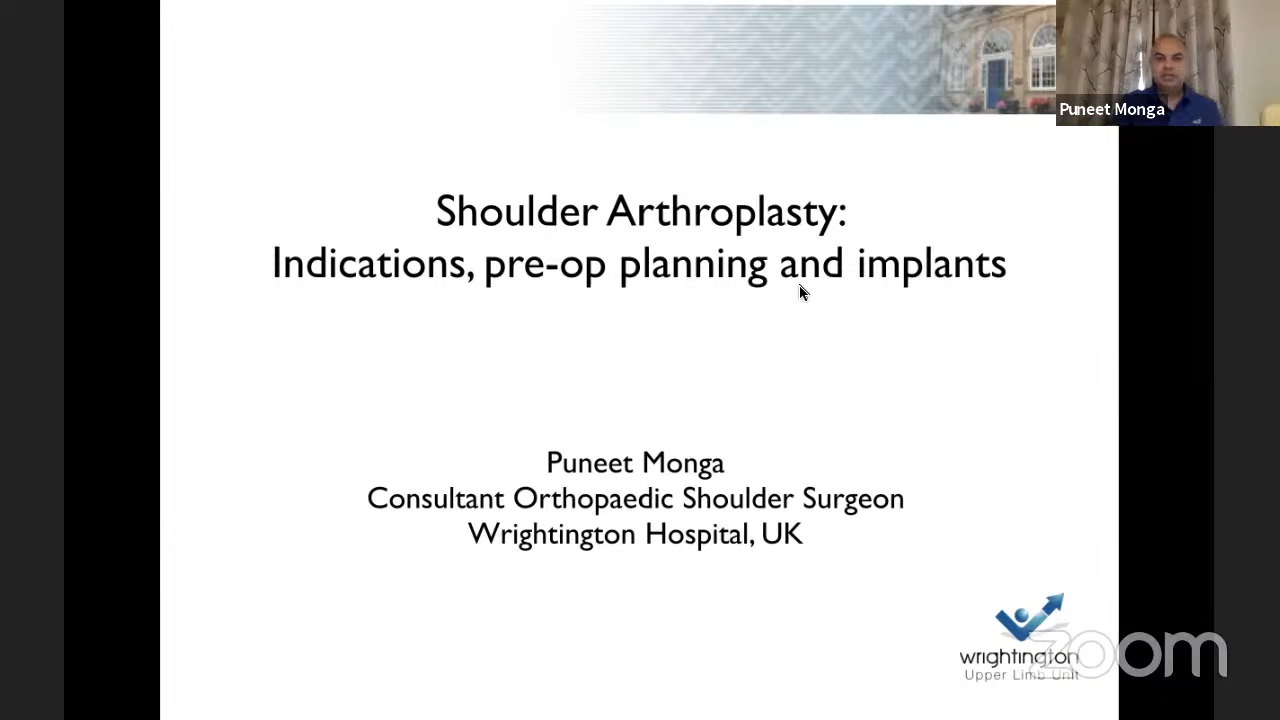 Puneet Monga
Shoulder Arthroplasty:
Indications, pre-op planning and implants
Puneet Monga
Consultant Orthopaedic Shoulder Surgeon
Wrightington Hospital, UK
wrightington
Upper Limb Unit
zoom